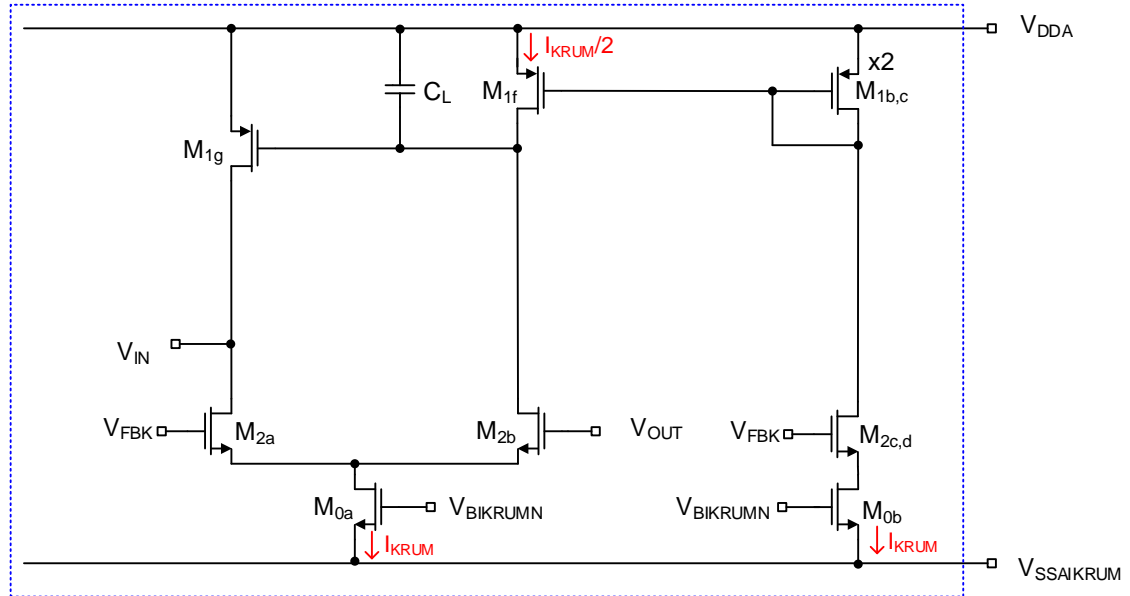 V_DDA
I_KRUM/2
x2
C_L
M_1f
M_1b,c
M_1g
V_IN
V_FBK
M_2a
M_2b
V_OUT
V_FBK
M_2c,d
M_0a
V_BIKRUMN
V_BIKRUMN
M_0b
I_KRUM
I_KRUM
V_SSAIKRUM